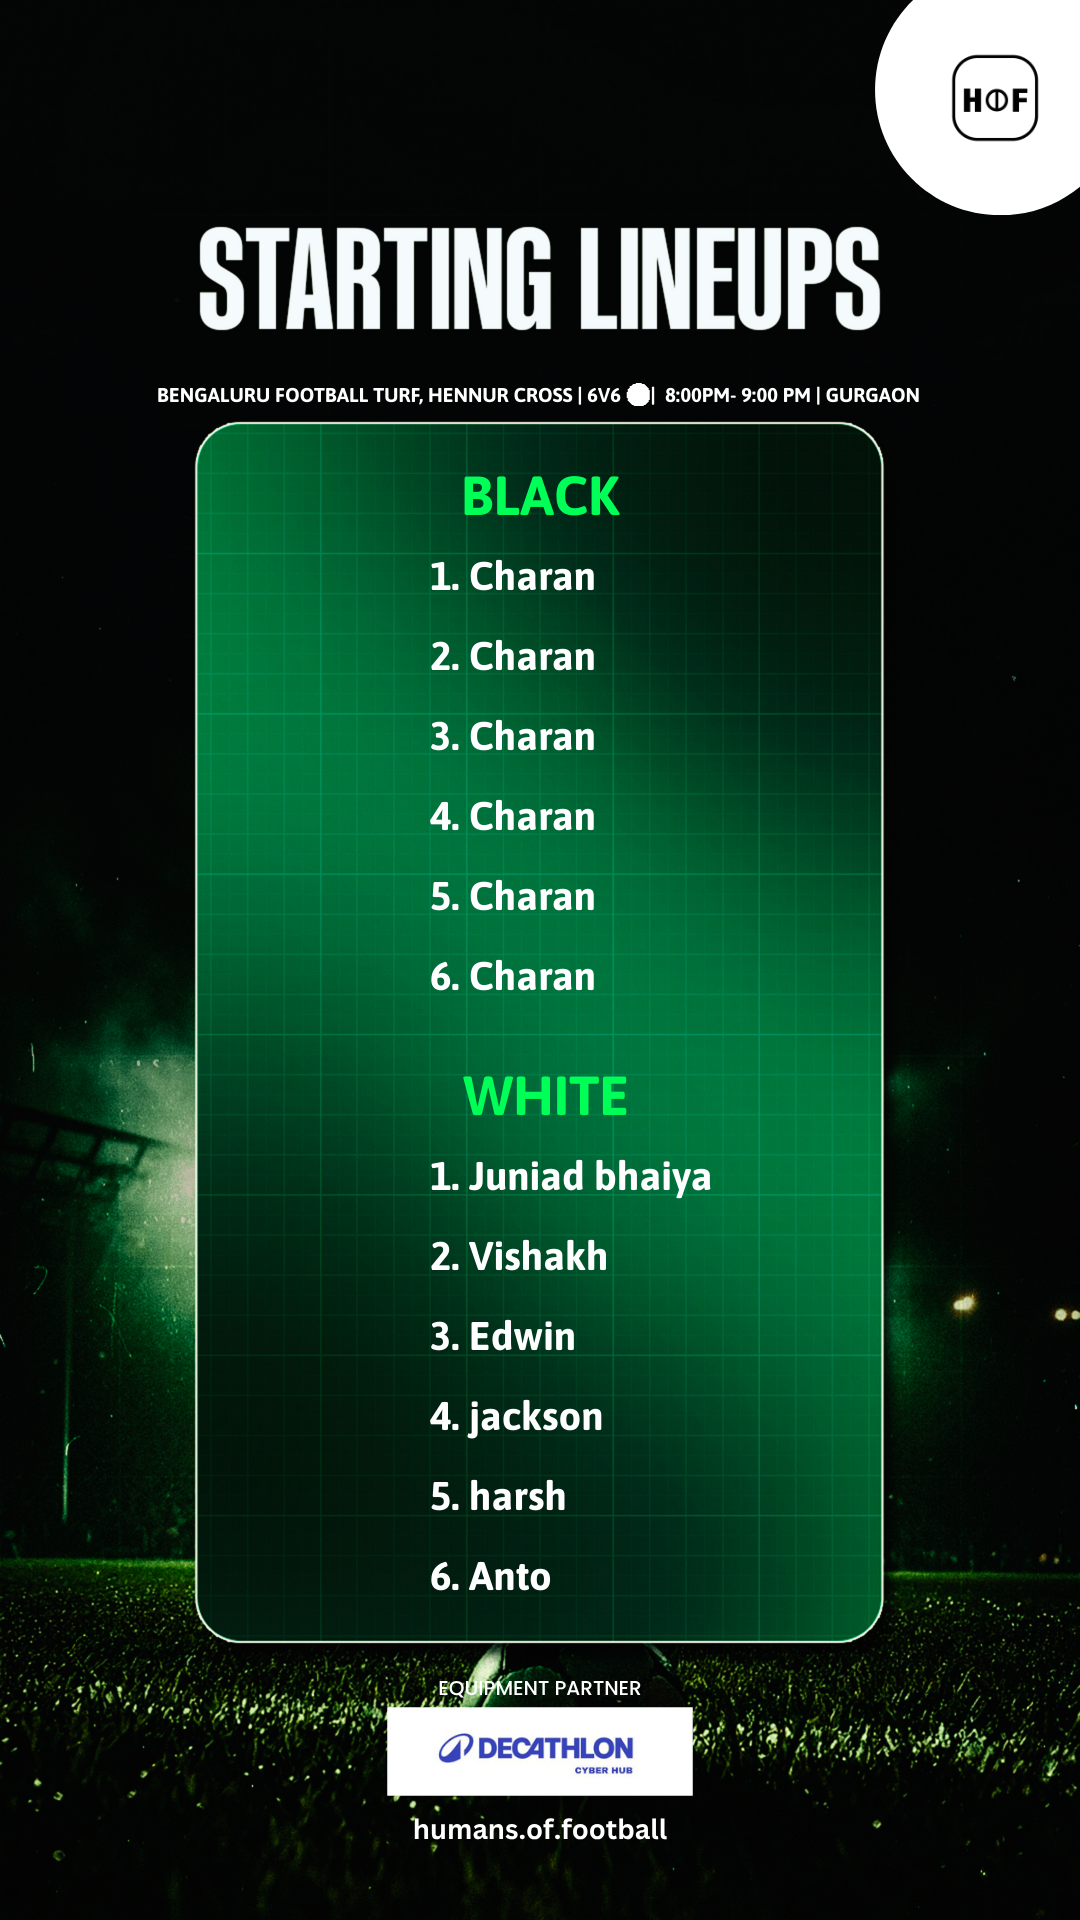 HOF
STARTING LINEUPS
BENGALURU FOOTBALL TURF, HENNUR CROSS | 6V6 | 8:00PM- 9:00 PM | GURGAON
BLACK
1. Charan
2. Charan
3. Charan
4. Charan
5. Charan
6. Charan
WHITE
1. Juniad bhaiya
2. Vishakh
3. Edwin
4. jackson
5. harsh
6. Anto
EQUIPMENT PARTNER
DECATHLON
CYBER HUB
humans.of.football